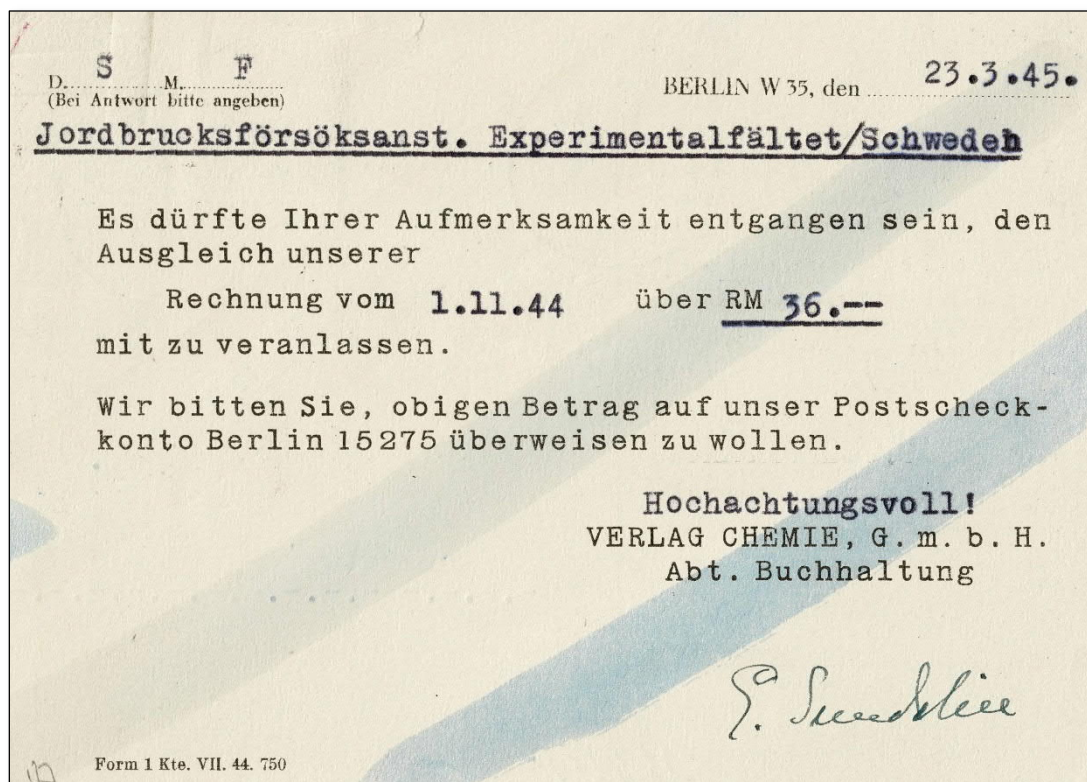 D. S M. F
(Bei Antwort bitte angeben)
BERLIN W 35, den 23.3.45.
Jordbrucksförsöksanst. Experimentalfältet/Schweden
Es dürfte Ihrer Aufmerksamkeit entgangen sein, den
Ausgleich unserer
Rechnung vom 1.11.44 über RM 36.--
mit zu veranlassen.
Wir bitten Sie, obigen Betrag auf unser Postscheck-
konto Berlin 15275 überweisen zu wollen.
Hochachtungsvoll!
VERLAG CHEMIE, G. m. b. H.
Abt. Buchhaltung
Form 1 Kte. VII. 44. 750